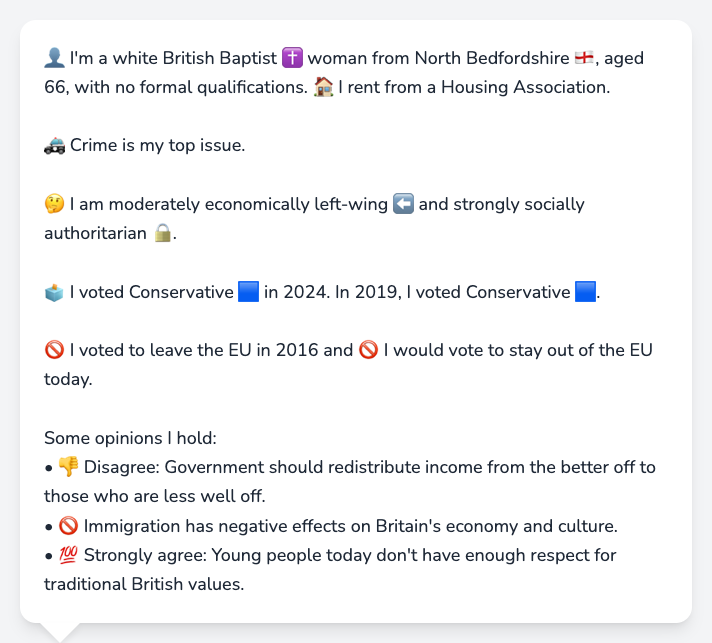 👤 I'm a white British Baptist ✝️ woman from North Bedfordshire 🏴󠁧󠁢󠁥󠁮󠁧󠁿, aged
66, with no formal qualifications. 🏠 I rent from a Housing Association.
🚓 Crime is my top issue.
🤔 I am moderately economically left-wing ⬅️ and strongly socially
authoritarian 🔒.
🗳️ I voted Conservative 🟦 in 2024. In 2019, I voted Conservative 🟦.
🚫 I voted to leave the EU in 2016 and 🚫 I would vote to stay out of the EU
today.
Some opinions I hold:
• 👎 Disagree: Government should redistribute income from the better off to
those who are less well off.
• 🚫 Immigration has negative effects on Britain's economy and culture.
• 💯 Strongly agree: Young people today don't have enough respect for
traditional British values.